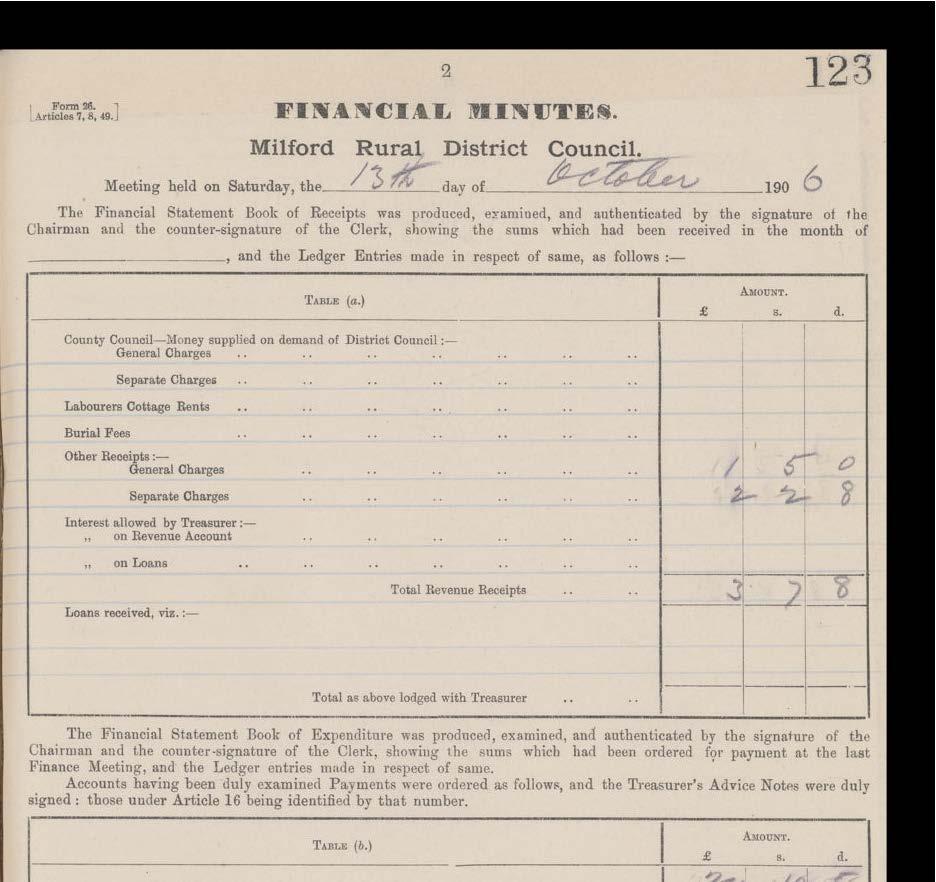 2
123
Form 26.
[Articles 7, 8, 49.]
FINANCIAL MINUTES.
Milford Rural District Council.
Meeting held on Saturday, the 13th day of October 1906
The Financial Statement Book of Receipts was produced, examined, and authenticated by the signature of the
Chairman and the counter-signature of the Clerk, showing the sums which had been received in the month of
, and the Ledger Entries made in respect of same, as follows :—
TABLE (a.) AMOUNT.
£ s. d.
County Council—Money supplied on demand of District Council :—
General Charges .. .. .. .. .. .. ..
Separate Charges .. .. .. .. .. .. ..
Labourers Cottage Rents .. .. .. .. .. .. ..
Burial Fees .. .. .. .. .. .. ..
Other Receipts :—
General Charges .. .. .. .. .. .. 1 5 0
Separate Charges .. .. .. .. .. .. 2 2 8
Interest allowed by Treasurer :—
„ on Revenue Account .. .. .. .. .. ..
„ on Loans .. .. .. .. .. .. ..
Total Revenue Receipts .. .. 3 7 8
Loans received, viz. :—
Total as above lodged with Treasurer .. ..
The Financial Statement Book of Expenditure was produced, examined, and authenticated by the signature of the
Chairman and the counter-signature of the Clerk, showing the sums which had been ordered for payment at the last
Finance Meeting, and the Ledger entries made in respect of same.
Accounts having been duly examined Payments were ordered as follows, and the Treasurer's Advice Notes were duly
signed : those under Article 16 being identified by that number.
TABLE (b.) AMOUNT.
£ s. d.